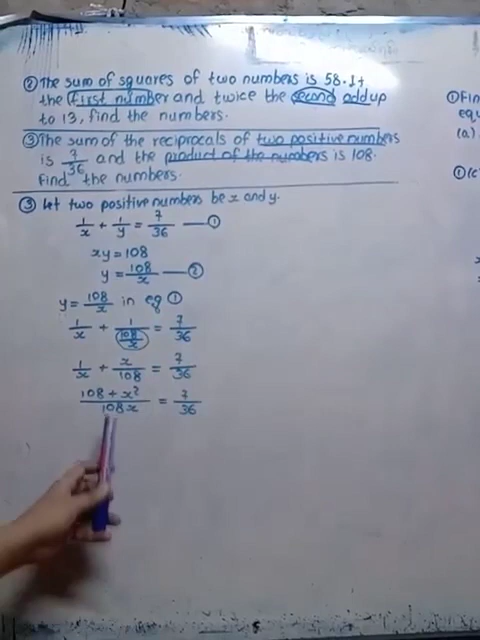 ② The sum of squares of two numbers is 58. If
the first number and twice the second add up
to 13, find the numbers.
③ The sum of the reciprocals of two positive numbers
is 7/36 and the product of the numbers is 108.
Find the numbers.
③ Let two positive numbers be x and y.
1/x + 1/y = 7/36 — ①
xy = 108
y = 108/x — ②
y = 108/x in eq ①
1/x + 1/(108/x) = 7/36
1/x + x/108 = 7/36
(108 + x²)/(108x) = 7/36
① Fin
equ
(a)
① (c)